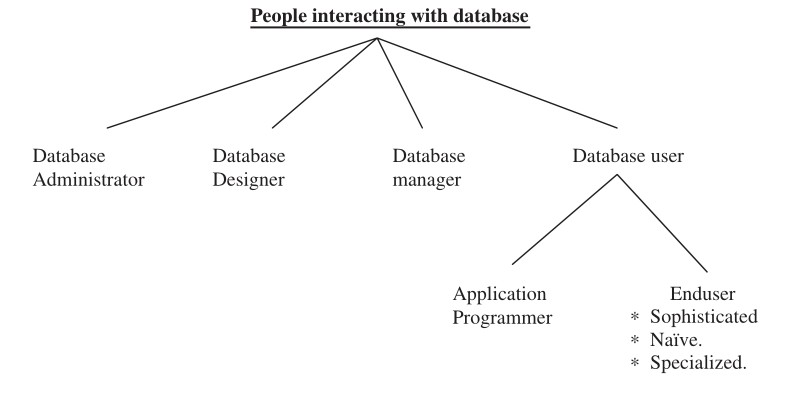 People interacting with database
Database
Administrator
Database
Designer
Database
manager
Database user
Application
Programmer
Enduser
* Sophisticated
* Naïve.
* Specialized.